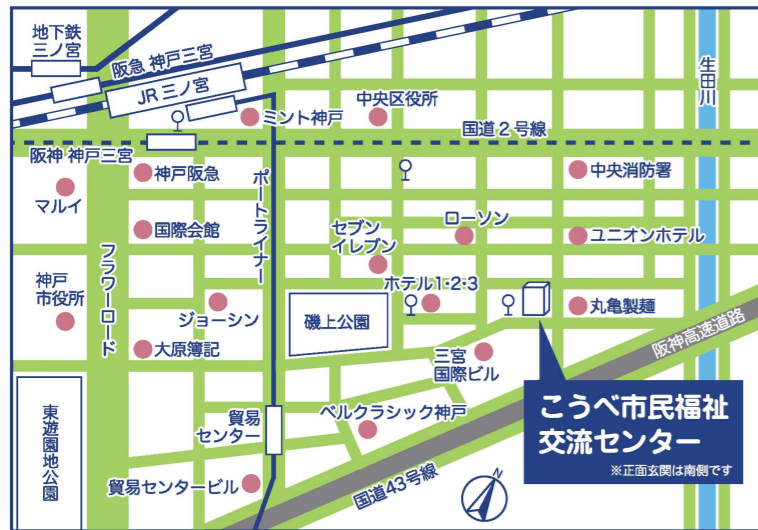 地下鉄
三ノ宮
阪急 神戸三宮
JR 三ノ宮
ミント神戸
中央区役所
国道2号線
生田川
阪神 神戸三宮
神戸阪急
マルイ
ポートライナー
中央消防署
国際会館
フラワーロード
セブン
イレブン
ローソン
ユニオンホテル
神戸
市役所
ジョーシン
磯上公園
ホテル1・2・3
丸亀製麺
大原簿記
三宮
国際ビル
阪神高速道路
東遊園地公園
貿易
センター
ベルクラシック神戸
こうべ市民福祉
交流センター
※正面玄関は南側です
貿易センタービル
国道43号線
N